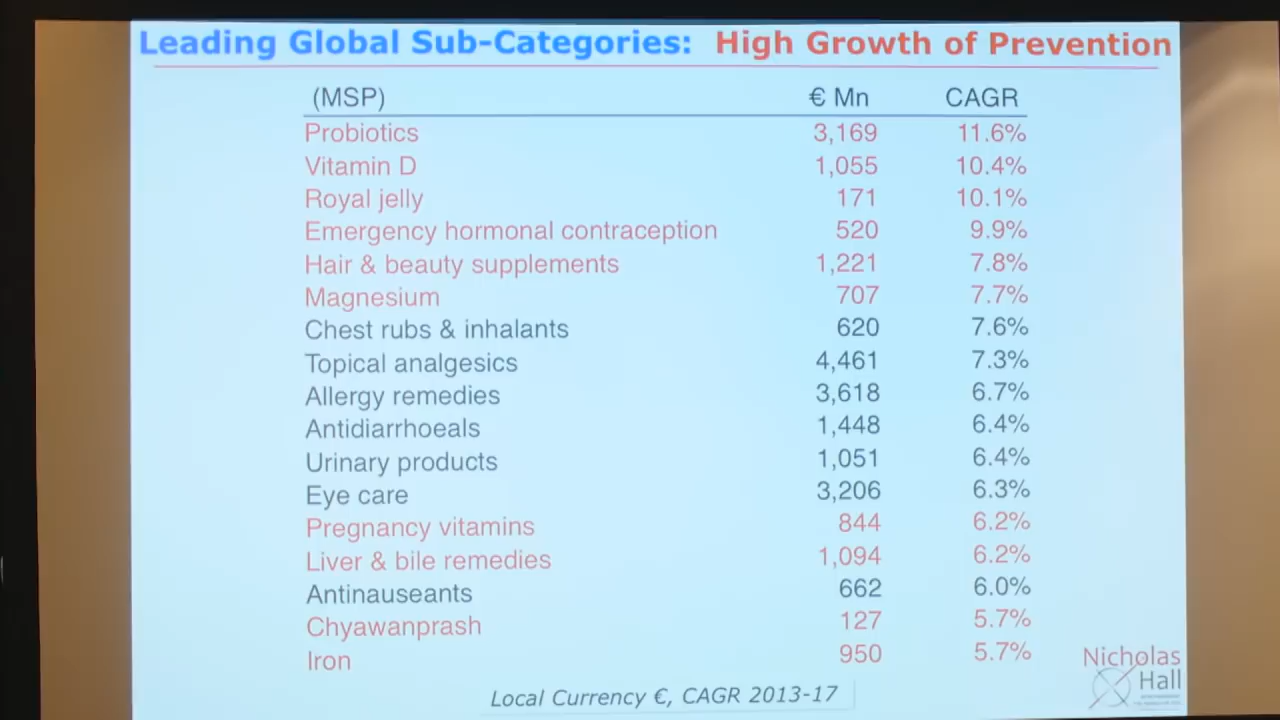 Leading Global Sub-Categories: High Growth of Prevention
(MSP) € Mn CAGR
Probiotics 3,169 11.6%
Vitamin D 1,055 10.4%
Royal jelly 171 10.1%
Emergency hormonal contraception 520 9.9%
Hair & beauty supplements 1,221 7.8%
Magnesium 707 7.7%
Chest rubs & inhalants 620 7.6%
Topical analgesics 4,461 7.3%
Allergy remedies 3,618 6.7%
Antidiarrhoeals 1,448 6.4%
Urinary products 1,051 6.4%
Eye care 3,206 6.3%
Pregnancy vitamins 844 6.2%
Liver & bile remedies 1,094 6.2%
Antinauseants 662 6.0%
Chyawanprash 127 5.7%
Iron 950 5.7%
Local Currency €, CAGR 2013-17
Nicholas
Hall